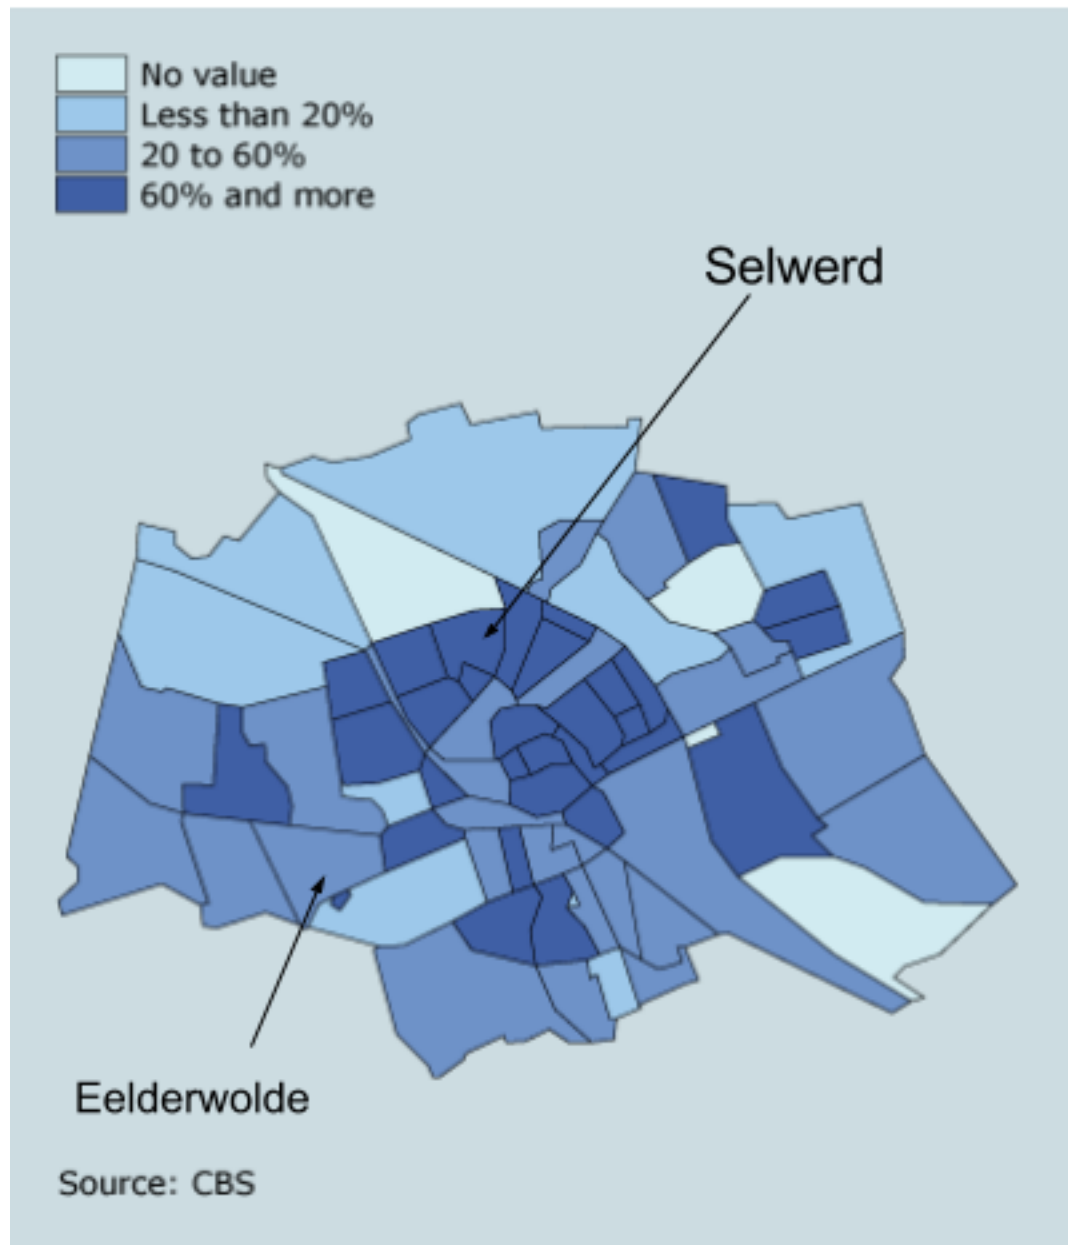 No value
Less than 20%
20 to 60%
60% and more
Selwerd
Eelderwolde
Source: CBS